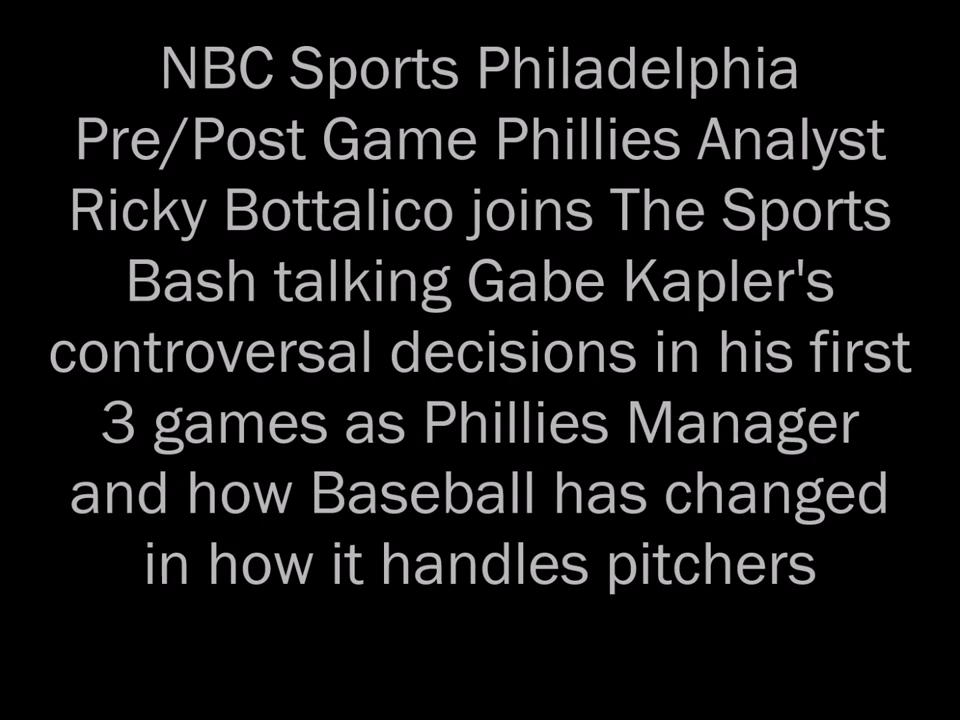 NBC Sports Philadelphia
Pre/Post Game Phillies Analyst
Ricky Bottalico joins The Sports
Bash talking Gabe Kapler's
controversal decisions in his first
3 games as Phillies Manager
and how Baseball has changed
in how it handles pitchers